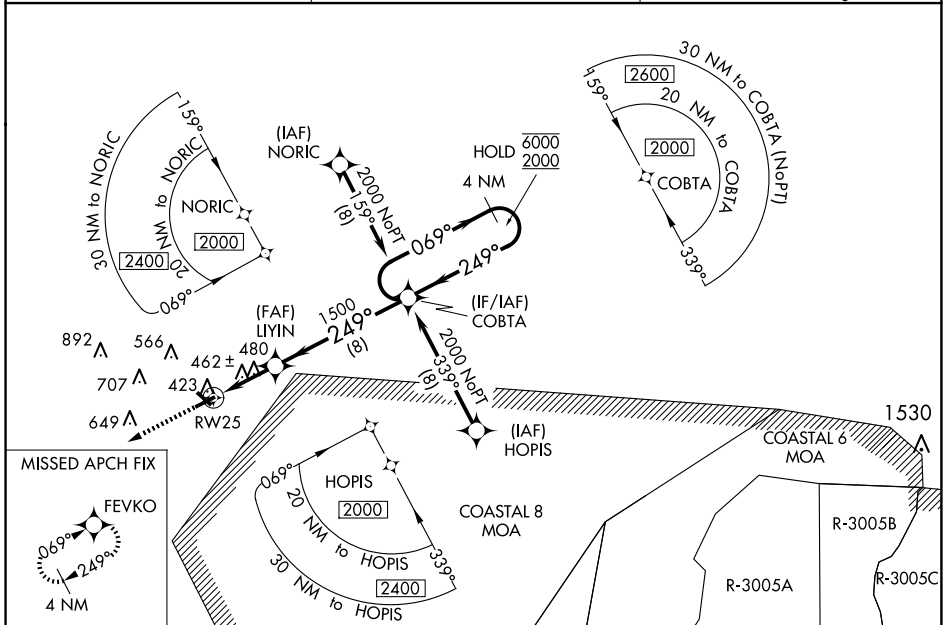 30 NM to NORIC
20 NM to NORIC
159°
NORIC
2000
2400
069°
(IAF)
NORIC
2000 NoPT
159°
(8)
HOLD 6000
2000
4 NM
069°
249°
30 NM to COBTA (NoPT)
2600
159°
20 NM to COBTA
2000
COBTA
339°
(IF/IAF)
COBTA
(FAF)
LIYIN
1500
249°
(8)
2000 NoPT
339°
(8)
(IAF)
HOPIS
892
566
462 ±
480
707
423
649
RW25
1530
COASTAL 6
MOA
MISSED APCH FIX
FEVKO
069°
249°
4 NM
HOPIS
2000
069°
20 NM to HOPIS
339°
2400
30 NM to HOPIS
COASTAL 8
MOA
R-3005B
R-3005A
R-3005C